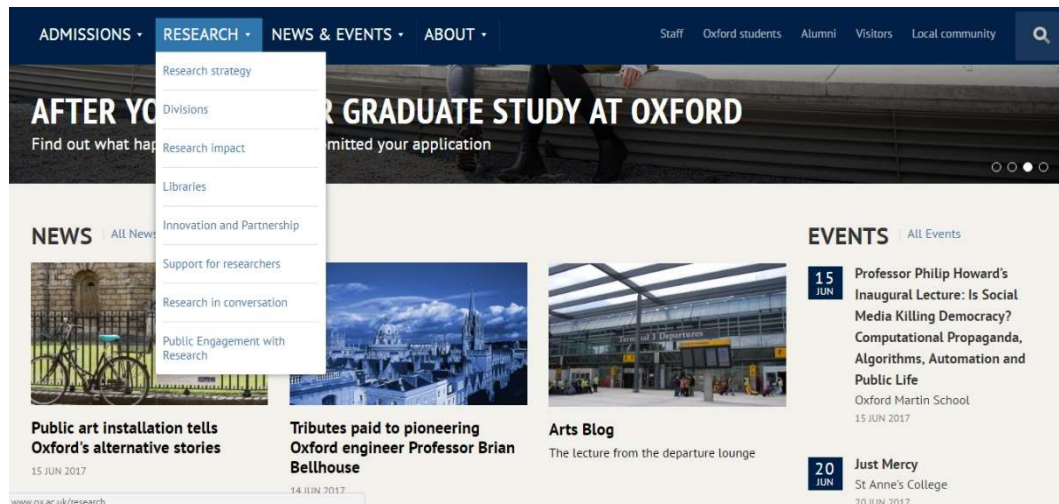 ADMISSIONS RESEARCH NEWS & EVENTS ABOUT Staff Oxford students Alumni Visitors Local community
Research strategy
Divisions
Research impact
Libraries
Innovation and Partnership
Support for researchers
Research in conversation
Public Engagement with
Research
AFTER YO R GRADUATE STUDY AT OXFORD
Find out what hap mitted your application
NEWS All News
Public art installation tells
Oxford's alternative stories
15 JUN 2017
Tributes paid to pioneering
Oxford engineer Professor Brian
Bellhouse
14 JUN 2017
Terminal 3 Departures
Arts Blog
The lecture from the departure lounge
EVENTS All Events
15
JUN
Professor Philip Howard's
Inaugural Lecture: Is Social
Media Killing Democracy?
Computational Propaganda,
Algorithms, Automation and
Public Life
Oxford Martin School
15 JUN 2017
20
JUN
Just Mercy
St Anne's College
20 JUN 2017
www.ox.ac.uk/research